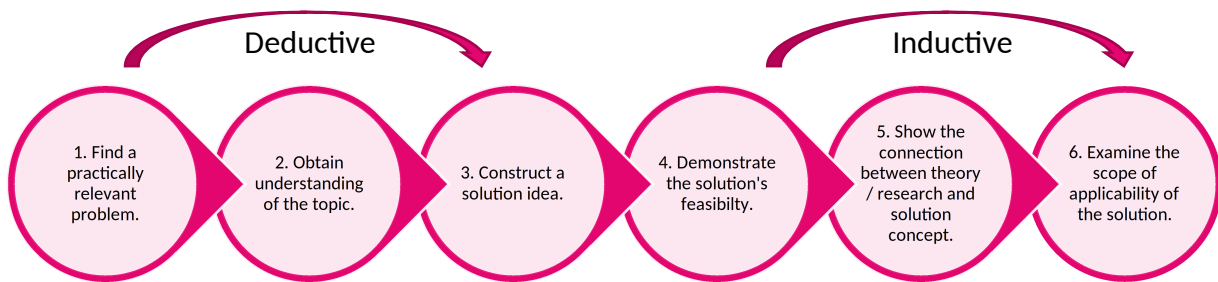 Deductive
Inductive
1. Find a
practically
relevant
problem.
2. Obtain
understanding
of the topic.
3. Construct a
solution idea.
4. Demonstrate
the solution's
feasibilty.
5. Show the
connection
between theory
/ research and
solution
concept.
6. Examine the
scope of
applicability of
the solution.